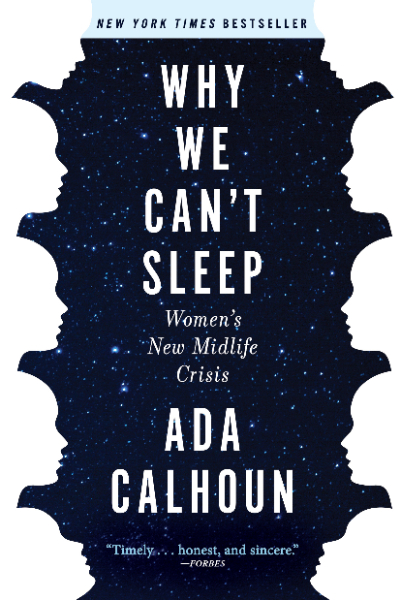 NEW YORK TIMES BESTSELLER
WHY
WE
CAN'T
SLEEP
Women's
New Midlife
Crisis
ADA
CALHOUN
“Timely . . . honest, and sincere.”
—FORBES